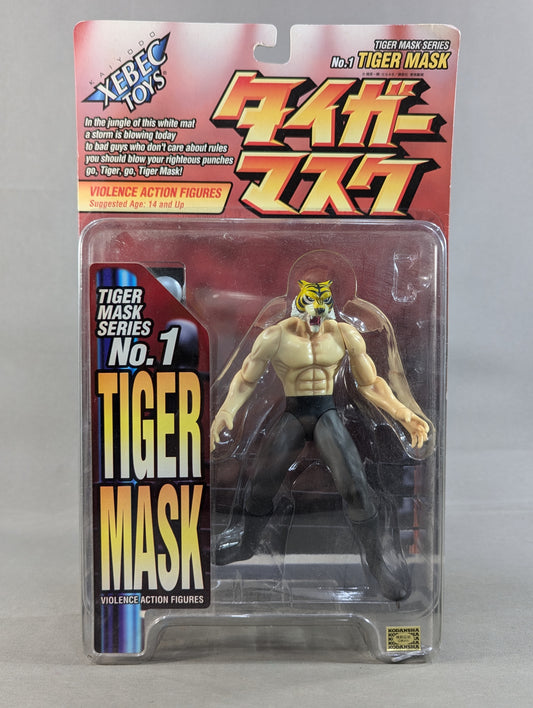 KAIYODO
XEBEC
TOYS
TIGER MASK SERIES
No.1 TIGER MASK
タイガー
マスク
In the jungle of this white mat
a storm is blowing today
to bad guys who don't care about rules
you should blow your righteous punches
go, Tiger, go, Tiger Mask!
VIOLENCE ACTION FIGURES
Suggested Age: 14 and Up
TIGER
MASK
SERIES
No.1
TIGER
MASK
VIOLENCE ACTION FIGURES
KODANSHA
KODANSHA